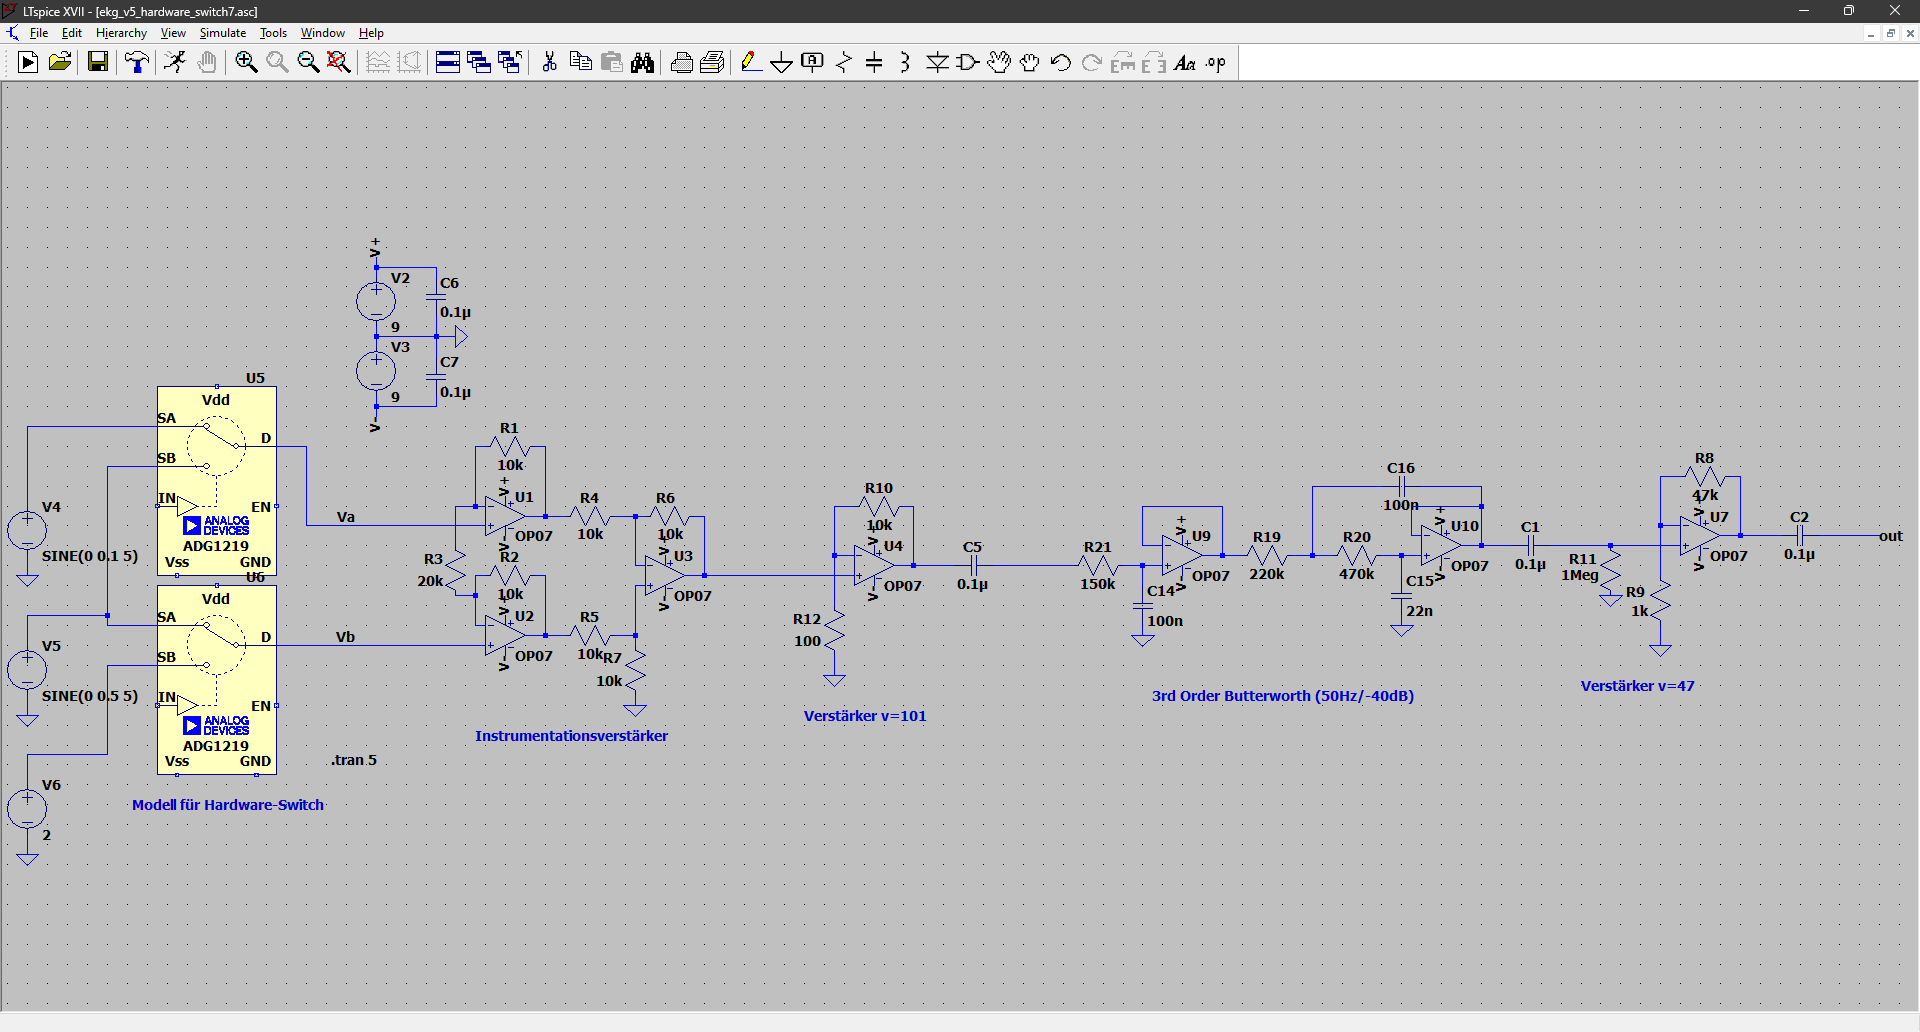 LTspice XVII - [ekg_v5_hardware_switch7.asc]
File Edit Hierarchy View Simulate Tools Window Help
.op
V+
V2
9
C6
0.1µ
V3
9
C7
0.1µ
V-
U5
Vdd
SA
D
SB
IN
EN
ANALOG
DEVICES
ADG1219
Vss GND
U6
Vdd
SA
D
SB
IN
EN
ANALOG
DEVICES
ADG1219
Vss GND
Modell für Hardware-Switch
V4
SINE(0 0.1 5)
V5
SINE(0 0.5 5)
V6
2
Va
Vb
.tran 5
R1
10k
V+
U1
OP07
V-
R3
20k
R2
10k
V+
U2
OP07
V-
R4
10k
R6
10k
V+
U3
OP07
V-
R5
10k
R7
10k
Instrumentationsverstärker
R10
10k
V+
U4
OP07
V-
R12
100
Verstärker v=101
C5
0.1µ
R21
150k
C14
100n
V+
U9
OP07
V-
R19
220k
R20
470k
C16
100n
C15
22n
V+
U10
OP07
V-
3rd Order Butterworth (50Hz/-40dB)
C1
0.1µ
R11
1Meg
R9
1k
R8
47k
V+
U7
OP07
V-
Verstärker v=47
C2
0.1µ
out